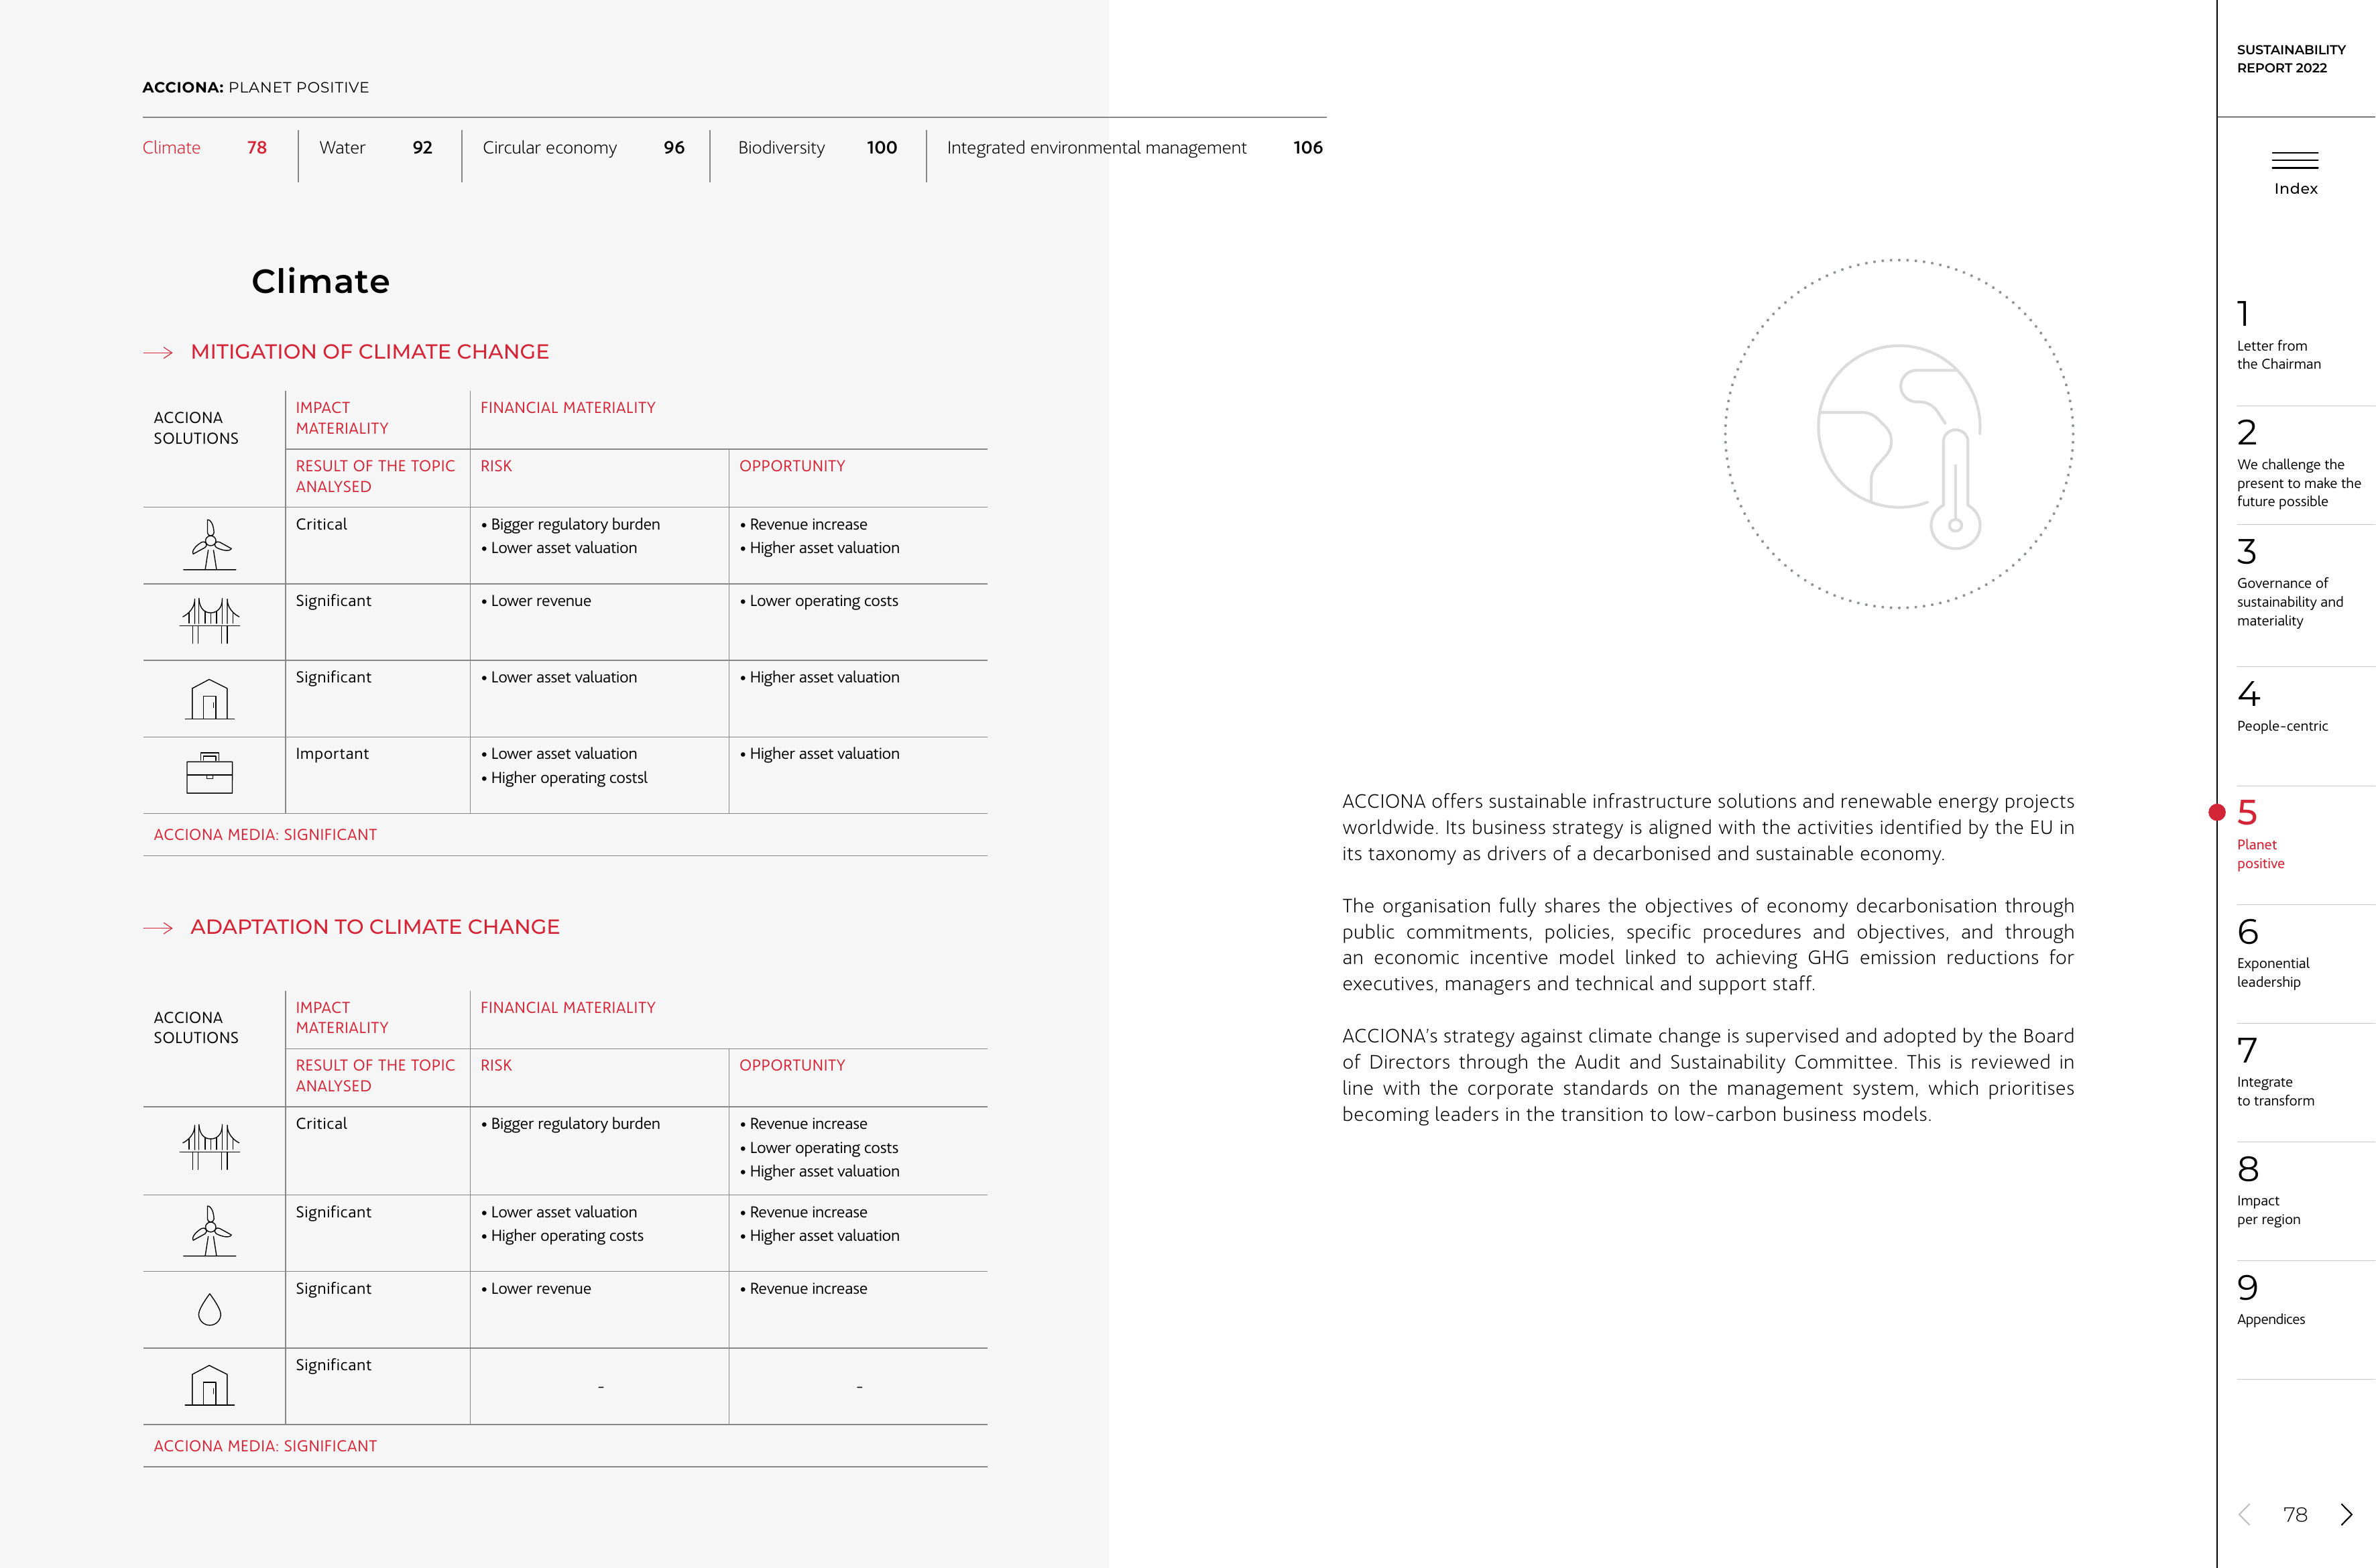 ACCIONA: PLANET POSITIVE
Climate 78 Water 92 Circular economy 96 Biodiversity 100 Integrated environmental management 106
Climate
MITIGATION OF CLIMATE CHANGE
ACCIONA
SOLUTIONS
IMPACT
MATERIALITY
FINANCIAL MATERIALITY
RESULT OF THE TOPIC
ANALYSED
RISK
OPPORTUNITY
Critical
• Bigger regulatory burden
• Lower asset valuation
• Revenue increase
• Higher asset valuation
Significant
• Lower revenue
• Lower operating costs
Significant
• Lower asset valuation
• Higher asset valuation
Important
• Lower asset valuation
• Higher operating costsl
• Higher asset valuation
ACCIONA MEDIA: SIGNIFICANT
ADAPTATION TO CLIMATE CHANGE
ACCIONA
SOLUTIONS
IMPACT
MATERIALITY
FINANCIAL MATERIALITY
RESULT OF THE TOPIC
ANALYSED
RISK
OPPORTUNITY
Critical
• Bigger regulatory burden
• Revenue increase
• Lower operating costs
• Higher asset valuation
Significant
• Lower asset valuation
• Higher operating costs
• Revenue increase
• Higher asset valuation
Significant
• Lower revenue
• Revenue increase
Significant
-
-
ACCIONA MEDIA: SIGNIFICANT
ACCIONA offers sustainable infrastructure solutions and renewable energy projects
worldwide. Its business strategy is aligned with the activities identified by the EU in
its taxonomy as drivers of a decarbonised and sustainable economy.
The organisation fully shares the objectives of economy decarbonisation through
public commitments, policies, specific procedures and objectives, and through
an economic incentive model linked to achieving GHG emission reductions for
executives, managers and technical and support staff.
ACCIONA's strategy against climate change is supervised and adopted by the Board
of Directors through the Audit and Sustainability Committee. This is reviewed in
line with the corporate standards on the management system, which prioritises
becoming leaders in the transition to low-carbon business models.
SUSTAINABILITY
REPORT 2022
Index
1
Letter from
the Chairman
2
We challenge the
present to make the
future possible
3
Governance of
sustainability and
materiality
4
People-centric
5
Planet
positive
6
Exponential
leadership
7
Integrate
to transform
8
Impact
per region
9
Appendices
78